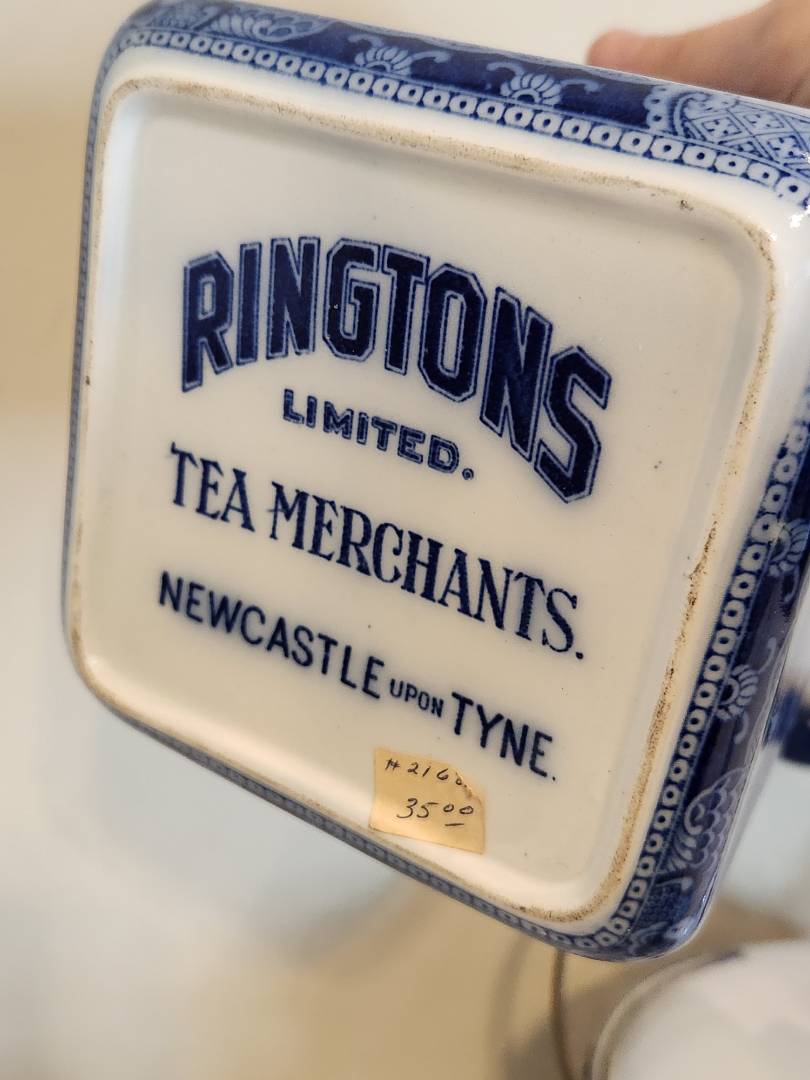 RINGTONS
LIMITED.
TEA MERCHANTS.
NEWCASTLE UPON TYNE.
35⁰⁰